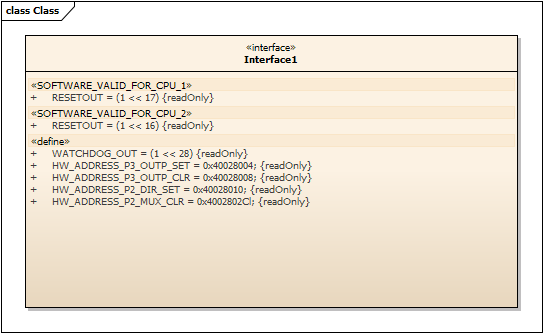 class Class
«interface»
Interface1
«SOFTWARE_VALID_FOR_CPU_1»
+ RESETOUT = (1 << 17) {readOnly}
«SOFTWARE_VALID_FOR_CPU_2»
+ RESETOUT = (1 << 16) {readOnly}
«define»
+ WATCHDOG_OUT = (1 << 28) {readOnly}
+ HW_ADDRESS_P3_OUTP_SET = 0x40028004; {readOnly}
+ HW_ADDRESS_P3_OUTP_CLR = 0x40028008; {readOnly}
+ HW_ADDRESS_P2_DIR_SET = 0x40028010; {readOnly}
+ HW_ADDRESS_P2_MUX_CLR = 0x4002802Cl; {readOnly}